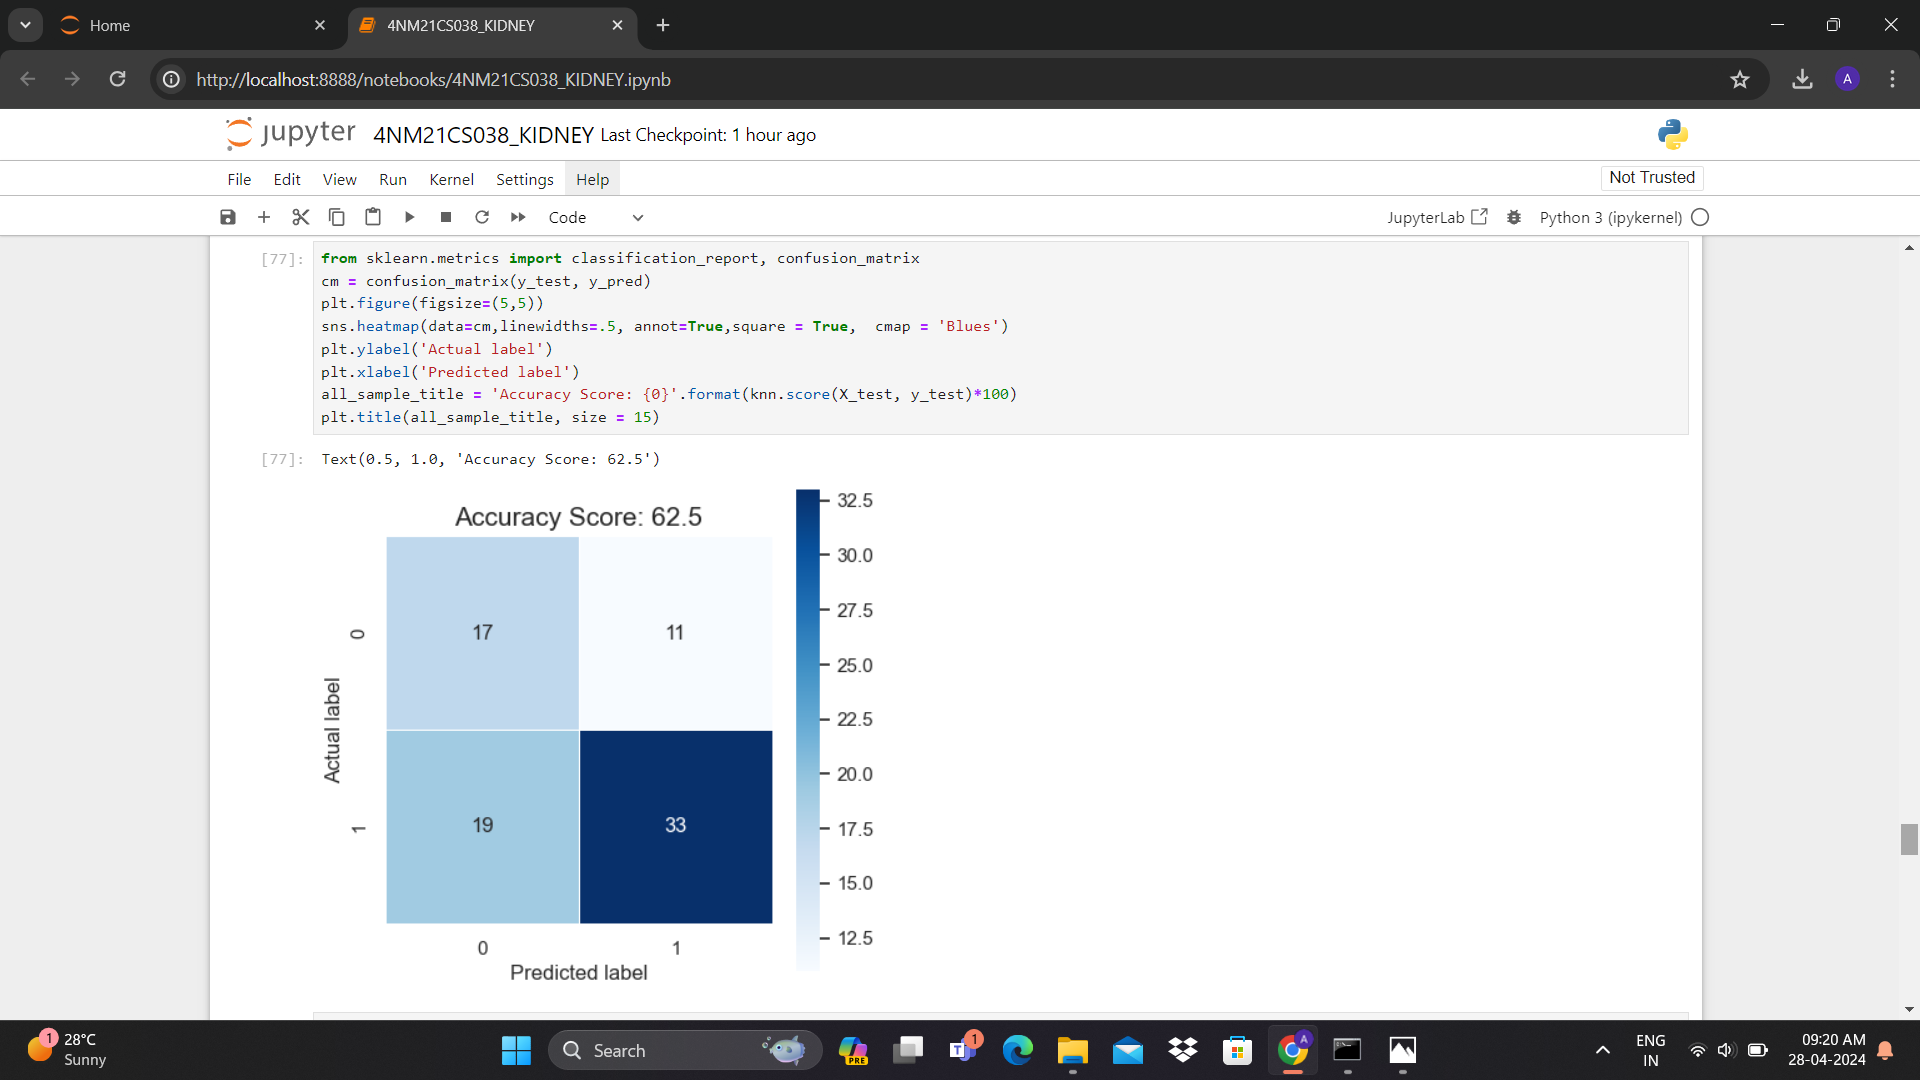 Home
4NM21CS038_KIDNEY
http://localhost:8888/notebooks/4NM21CS038_KIDNEY.ipynb
A
jupyter 4NM21CS038_KIDNEY Last Checkpoint: 1 hour ago
File Edit View Run Kernel Settings Help
Not Trusted
Code
JupyterLab
Python 3 (ipykernel)
[77]: from sklearn.metrics import classification_report, confusion_matrix
cm = confusion_matrix(y_test, y_pred)
plt.figure(figsize=(5,5))
sns.heatmap(data=cm,linewidths=.5, annot=True,square = True,  cmap = 'Blues')
plt.ylabel('Actual label')
plt.xlabel('Predicted label')
all_sample_title = 'Accuracy Score: {0}'.format(knn.score(X_test, y_test)*100)
plt.title(all_sample_title, size = 15)
[77]: Text(0.5, 1.0, 'Accuracy Score: 62.5')
Accuracy Score: 62.5
17 11
19 33
0
1
Actual label
0 1
Predicted label
32.5
30.0
27.5
25.0
22.5
20.0
17.5
15.0
12.5
1
28°C
Sunny
Search
PRE
T
1
A
ENG
IN
09:20 AM
28-04-2024